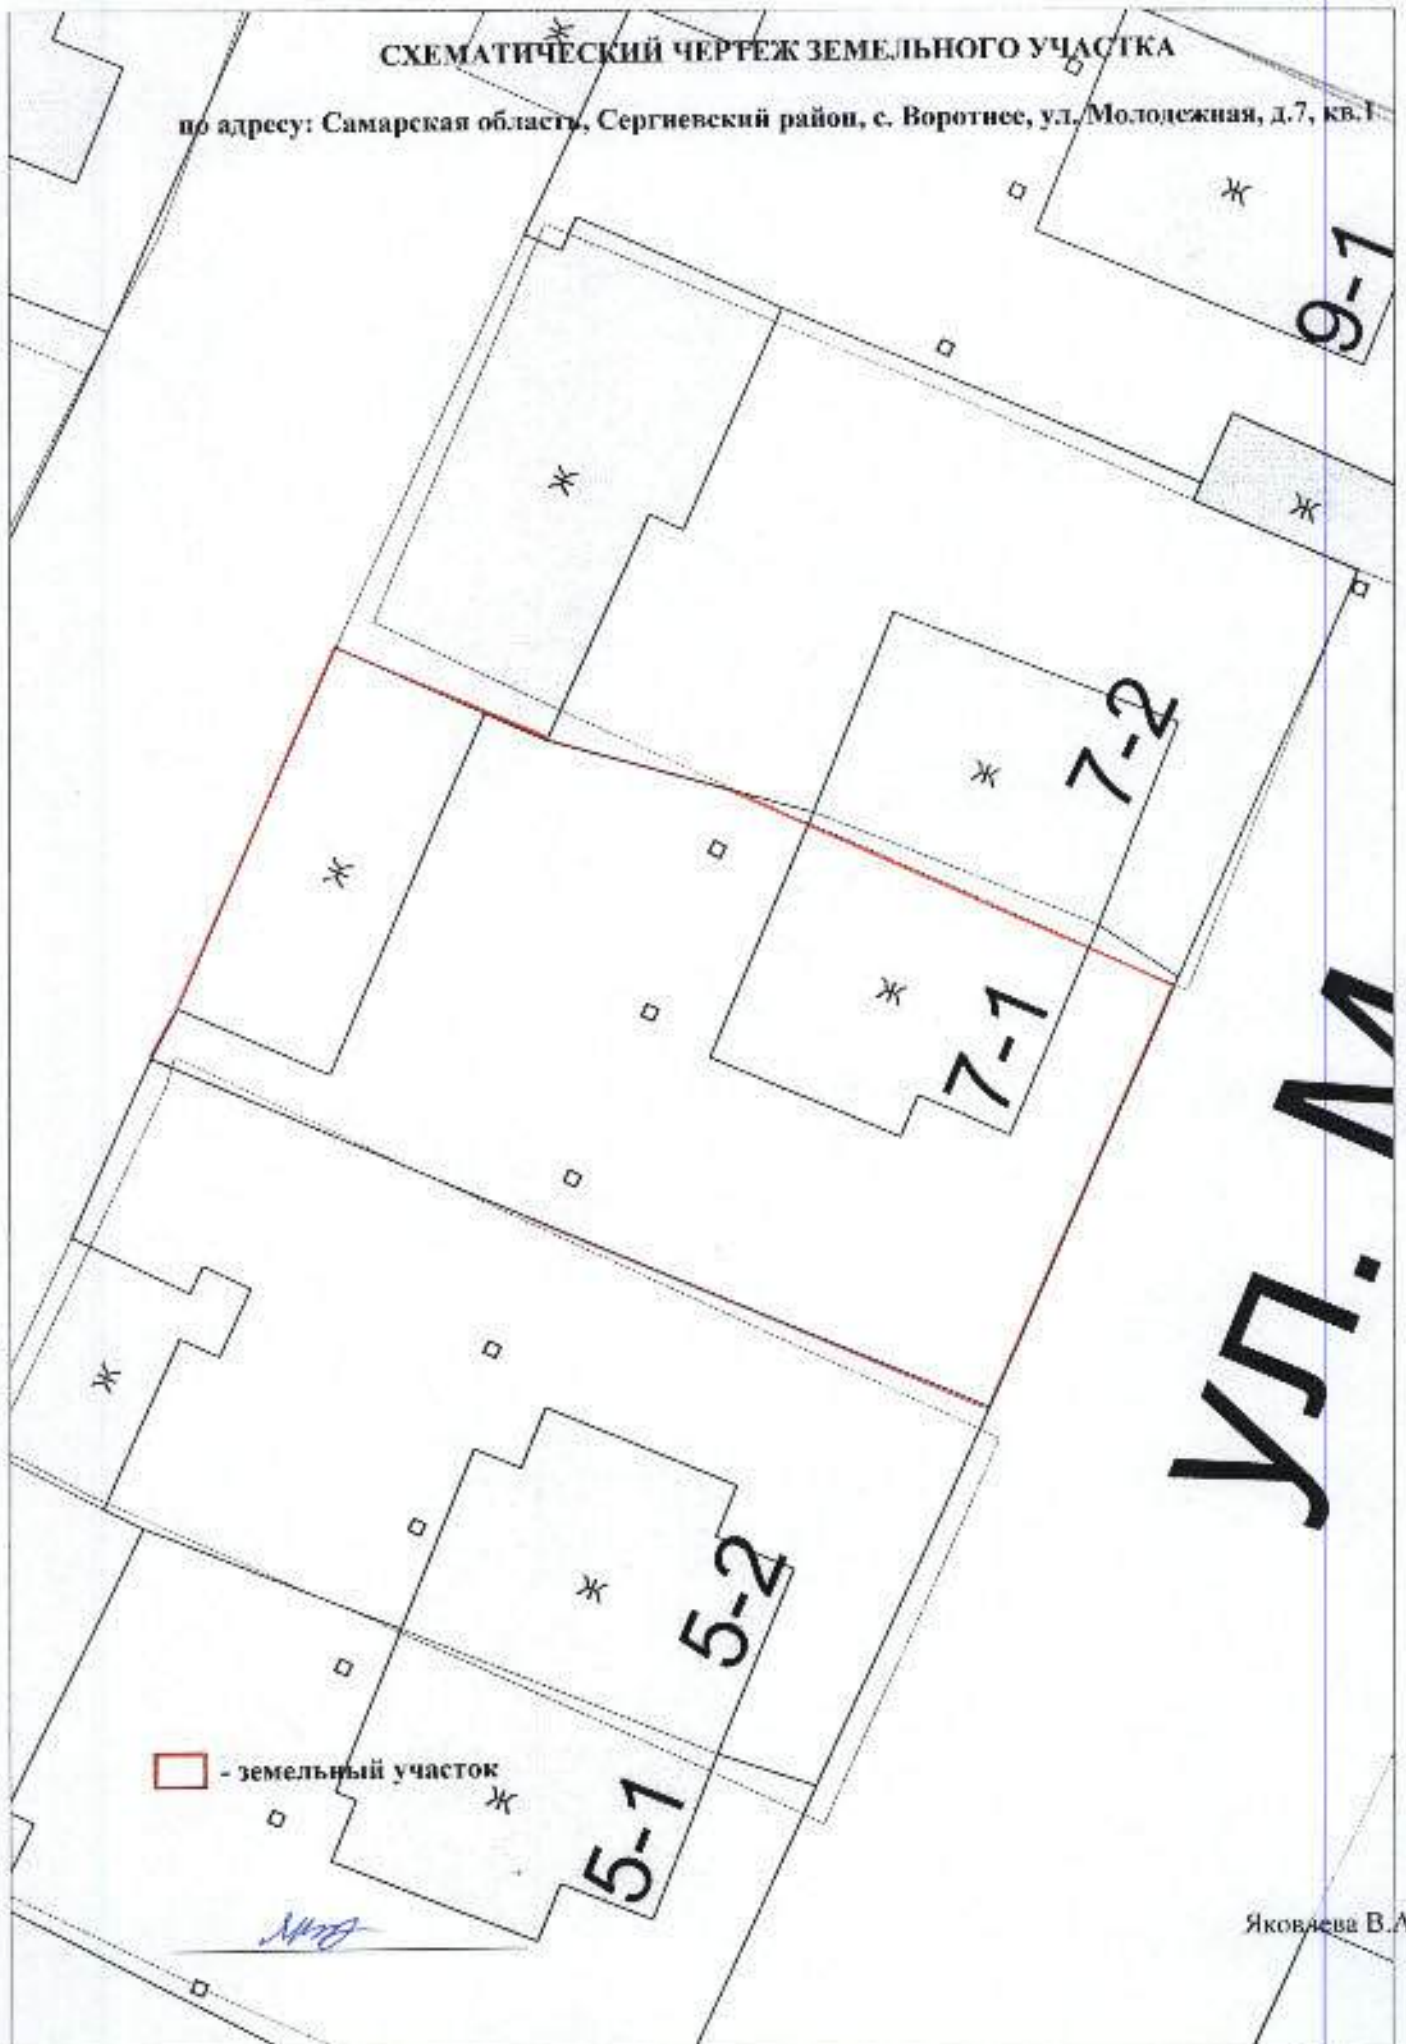 СХЕМАТИЧЕСКИЙ ЧЕРТЕЖ ЗЕМЕЛЬНОГО УЧАСТКА
по адресу: Самарская область, Сергиевский район, с. Воротнее, ул. Молодежная, д.7, кв.1
Ж
Ж
9-1
Ж
Ж
Ж
7-2
Ж
Ж
7-1
ул. М
Ж
Ж
5-2
- земельный участок
Ж
5-1
Яковлева В.А